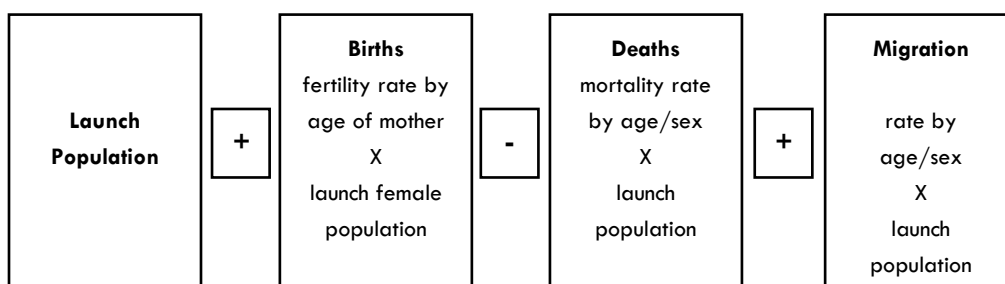 Launch
Population
+
Births
fertility rate by
age of mother
X
launch female
population
-
Deaths
mortality rate
by age/sex
X
launch
population
+
Migration
rate by
age/sex
X
launch
population